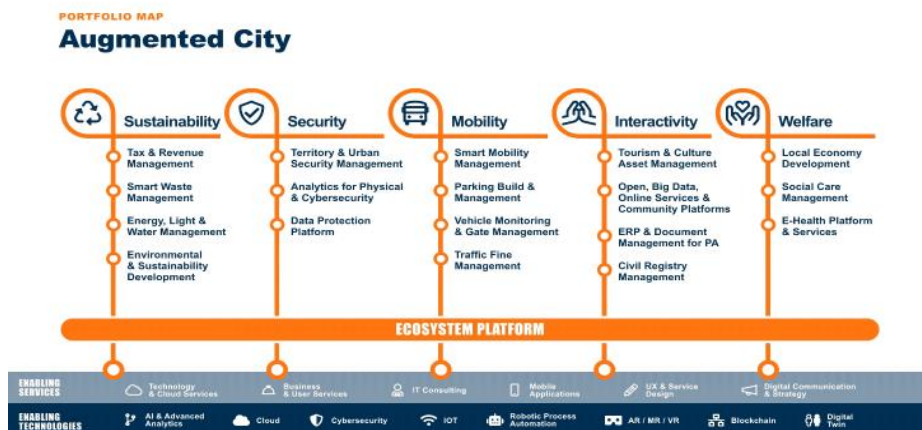 PORTFOLIO MAP
Augmented City
Sustainability
Tax & Revenue
Management
Smart Waste
Management
Energy, Light &
Water Management
Environmental
& Sustainability
Development
Security
Territory & Urban
Security Management
Analytics for Physical
& Cybersecurity
Data Protection
Platform
Mobility
Smart Mobility
Management
Parking Build &
Management
Vehicle Monitoring
& Gate Management
Traffic Fine
Management
Interactivity
Tourism & Culture
Asset Management
Open, Big Data,
Online Services &
Community Platforms
ERP & Document
Management for PA
Civil Registry
Management
Welfare
Local Economy
Development
Social Care
Management
E-Health Platform
& Services
ECOSYSTEM PLATFORM
ENABLING
SERVICES
Technology
& Cloud Services
Business
& User Services
IT Consulting
Mobile
Applications
UX & Service
Design
Digital Communication
& Strategy
ENABLING
TECHNOLOGIES
AI & Advanced
Analytics
Cloud
Cybersecurity
IOT
Robotic Process
Automation
AR / MR / VR
Blockchain
Digital
Twin